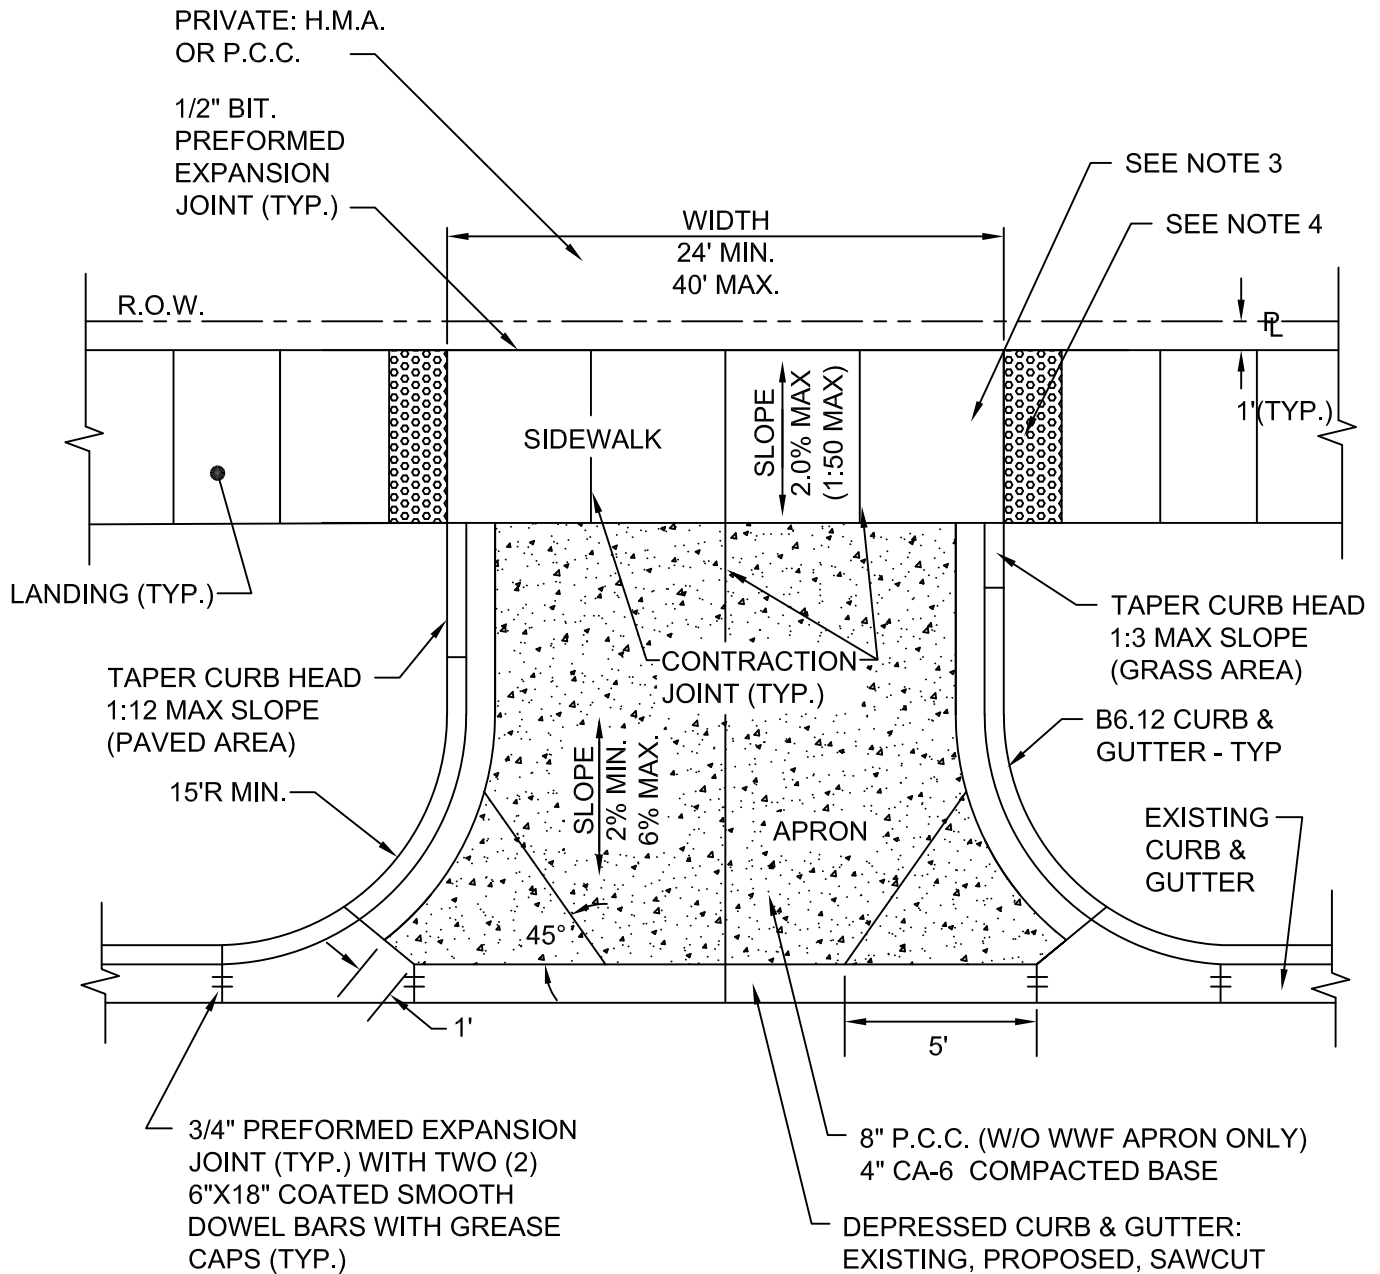 PRIVATE: H.M.A.
OR P.C.C.
1/2" BIT.
PREFORMED
EXPANSION
JOINT (TYP.)
SEE NOTE 3
SEE NOTE 4
WIDTH
24' MIN.
40' MAX.
R.O.W.
PL
1'(TYP.)
SIDEWALK
SLOPE
2.0% MAX
(1:50 MAX)
LANDING (TYP.)
TAPER CURB HEAD
1:12 MAX SLOPE
(PAVED AREA)
CONTRACTION
JOINT (TYP.)
TAPER CURB HEAD
1:3 MAX SLOPE
(GRASS AREA)
B6.12 CURB &
GUTTER - TYP
15'R MIN.
SLOPE
2% MIN.
6% MAX.
APRON
EXISTING
CURB &
GUTTER
45°
1'
5'
3/4" PREFORMED EXPANSION
JOINT (TYP.) WITH TWO (2)
6"X18" COATED SMOOTH
DOWEL BARS WITH GREASE
CAPS (TYP.)
8" P.C.C. (W/O WWF APRON ONLY)
4" CA-6 COMPACTED BASE
DEPRESSED CURB & GUTTER:
EXISTING, PROPOSED, SAWCUT